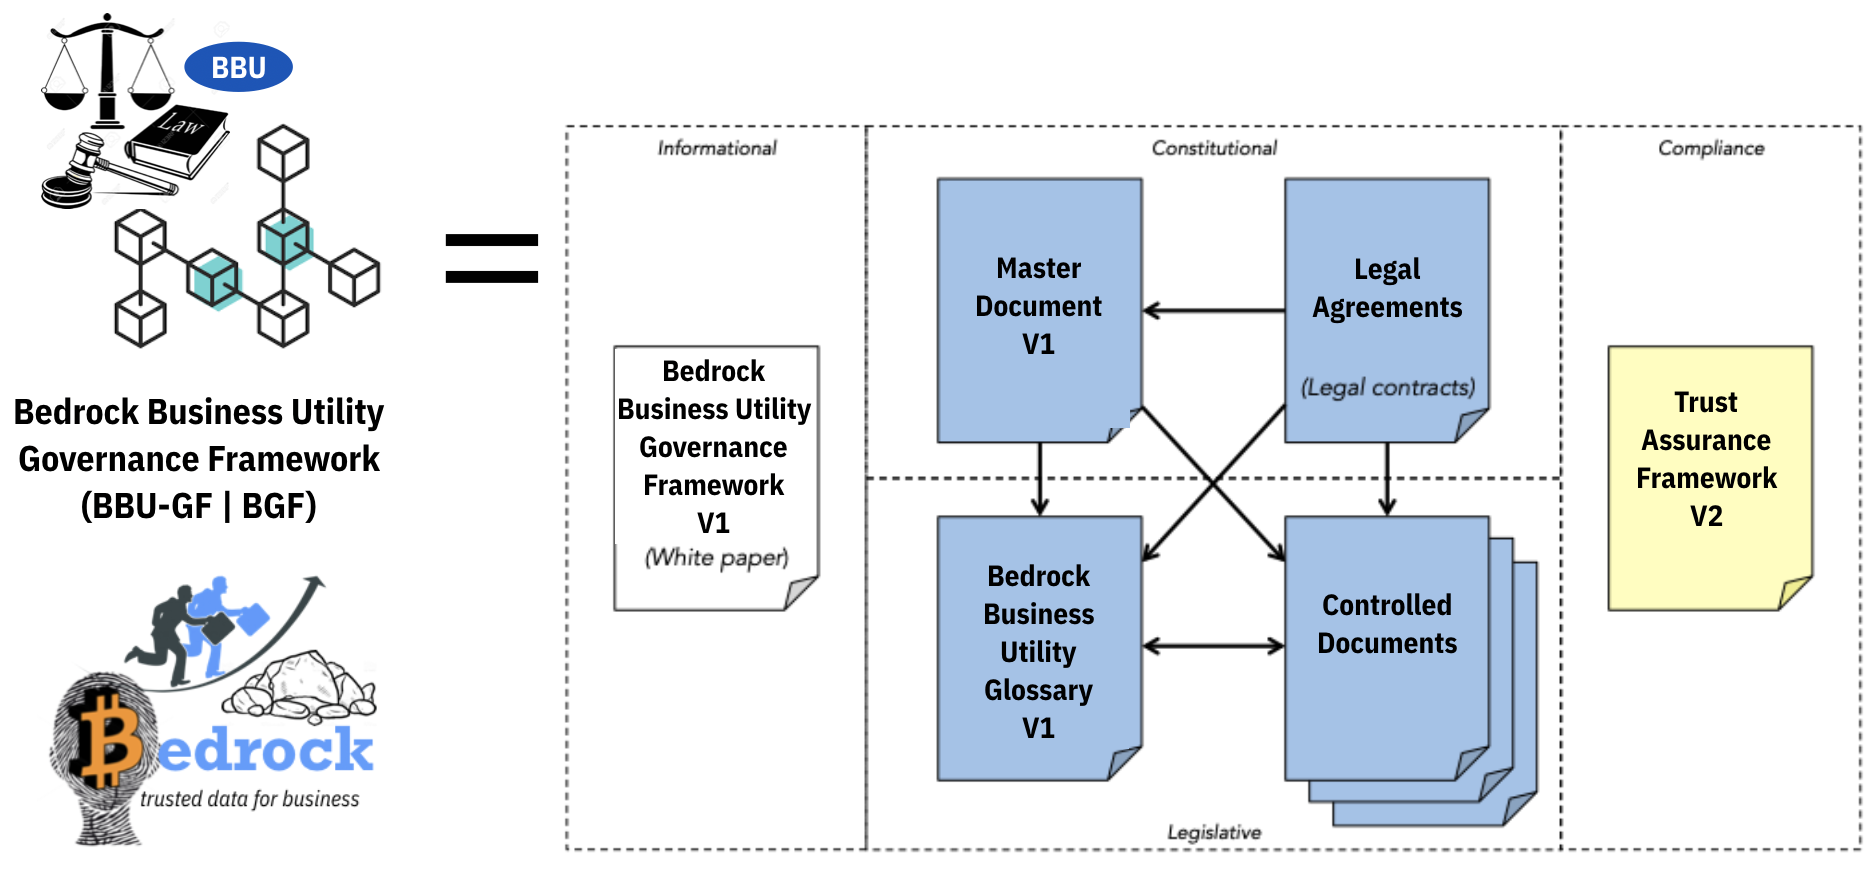 BBU
Law
Bedrock Business Utility
Governance Framework
(BBU-GF | BGF)
Bedrock
trusted data for business
Informational
Bedrock
Business Utility
Governance
Framework
V1
(White paper)
Constitutional
Master
Document
V1
Legal
Agreements
(Legal contracts)
Bedrock
Business
Utility
Glossary
V1
Controlled
Documents
Legislative
Compliance
Trust
Assurance
Framework
V2